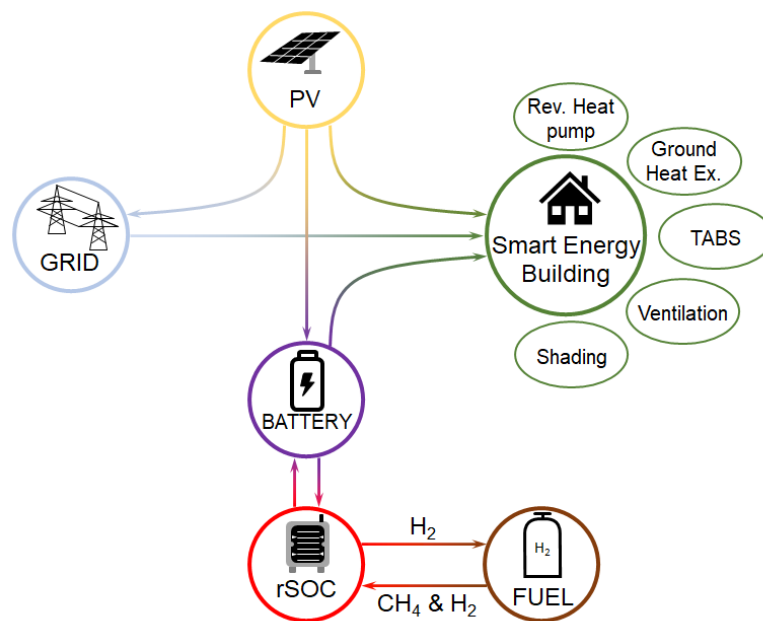 PV
Rev. Heat
pump
Ground
Heat Ex.
GRID
Smart Energy
Building
TABS
Ventilation
Shading
BATTERY
rSOC
H₂
CH₄ & H₂
H₂
FUEL